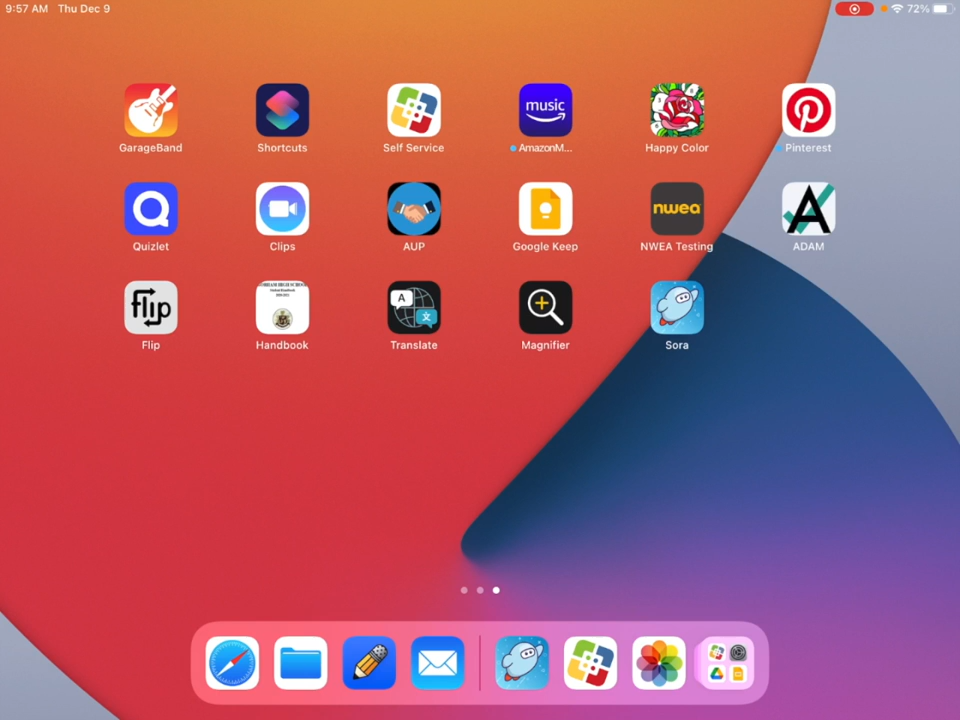 9:57 AM Thu Dec 9
72%
music
GarageBand Shortcuts Self Service AmazonM... Happy Color Pinterest
nwea
Quizlet Clips AUP Google Keep NWEA Testing ADAM
flip
A 文
Flip Handbook Translate Magnifier Sora